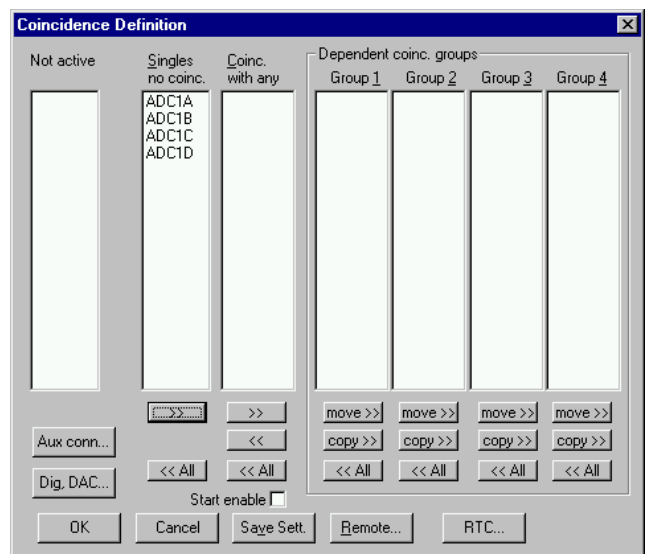 Coincidence Definition
Not active
Singles
no coinc.
Coinc.
with any
Dependent coinc. groups
Group 1
Group 2
Group 3
Group 4
ADC1A
ADC1B
ADC1C
ADC1D
>> >> move >> move >> move >> move >>
Aux conn... << copy >> copy >> copy >> copy >>
Dig, DAC... << All << All << All << All << All << All
Start enable
OK Cancel Save Sett. Remote... RTC...